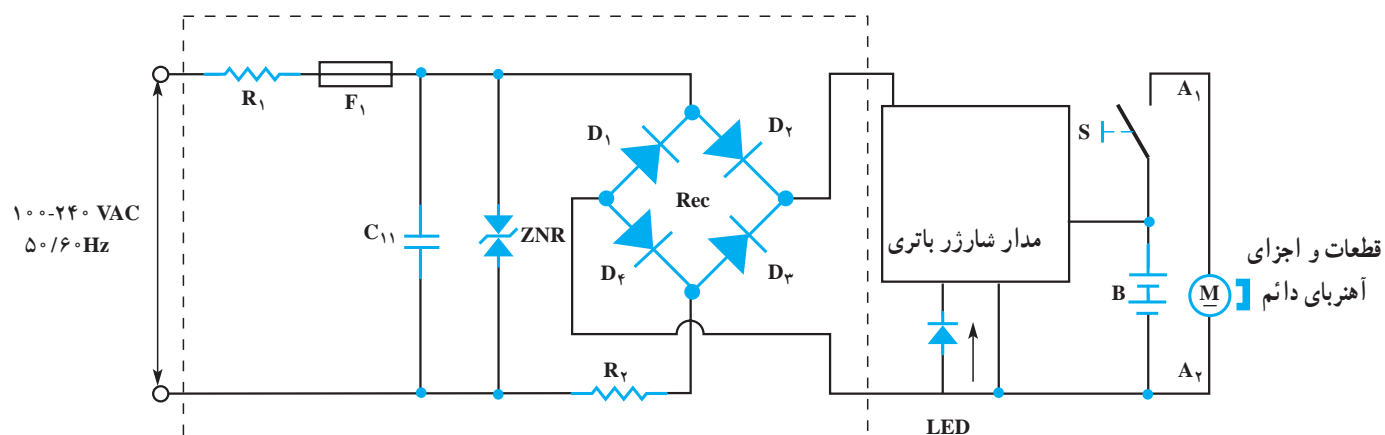 R۱
F۱
D۱
D۲
A۱
S
Rec
۱۰۰-۲۴۰ VAC
۵۰/۶۰Hz
C۱۱
ZNR
مدار شارژر باتری
قطعات و اجزای
آهنربای دائم
D۴
D۳
B
M
R۲
A۲
LED